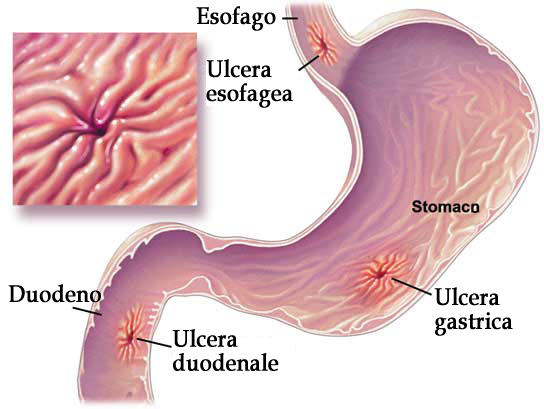 Esofago
Ulcera
esofagea
Stomaco
Duodeno
Ulcera
gastrica
Ulcera
duodenale